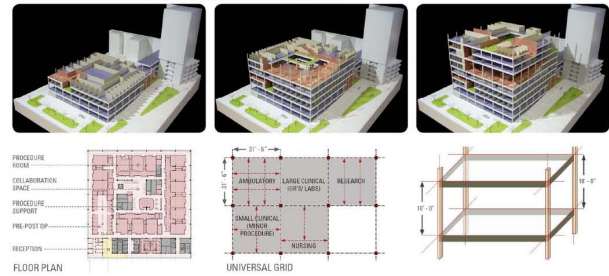 PROCEDURE
ROOM
COLLABORATION
SPACE
PROCEDURE
SUPPORT
PRE-POST OP
RECEPTION
FLOOR PLAN
31' - 6"
31' - 6"
AMBULATORY
LARGE CLINICAL
(OR'S/ LABS)
RESEARCH
SMALL CLINICAL
(MINOR
PROCEDURE)
NURSING
UNIVERSAL GRID
16' - 0"
16' - 0"